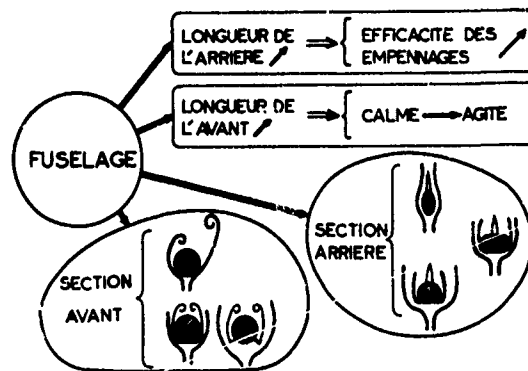 LONGUEUR DE
L'ARRIERE
EFFICACITE DES
EMPENNAGES
LONGUEUR DE
L'AVANT
CALME
AGITE
FUSELAGE
SECTION
ARRIERE
SECTION
AVANT